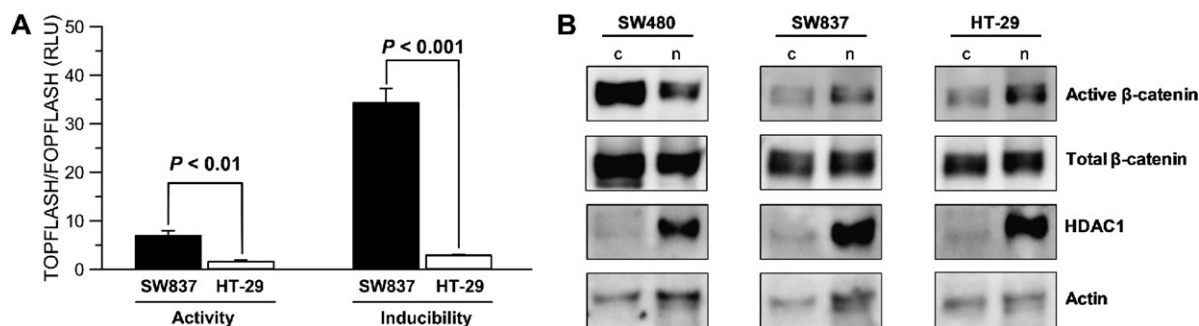 A
TOPFLASH/FOPFLASH (RLU)
50
40
30
20
10
0
P < 0.01
P < 0.001
SW837 HT-29 SW837 HT-29
Activity Inducibility
B
SW480 SW837 HT-29
c n c n c n
Active β-catenin
Total β-catenin
HDAC1
Actin